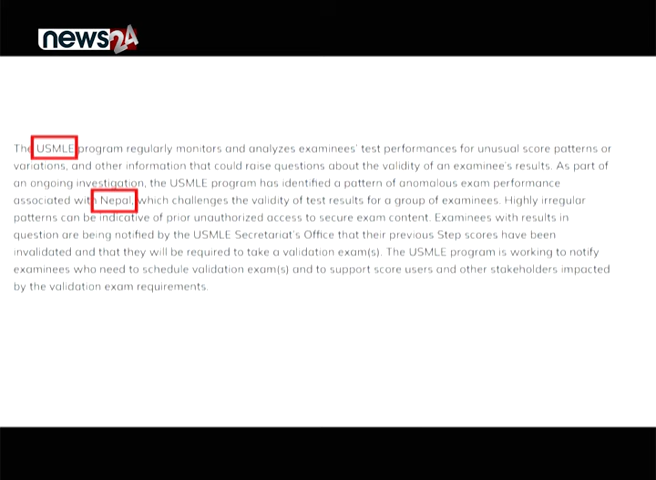 news24
The USMLE program regularly monitors and analyzes examinees' test performances for unusual score patterns or
variations, and other information that could raise questions about the validity of an examinee's results. As part of
an ongoing investigation, the USMLE program has identified a pattern of anomalous exam performance
associated with Nepal, which challenges the validity of test results for a group of examinees. Highly irregular
patterns can be indicative of prior unauthorized access to secure exam content. Examinees with results in
question are being notified by the USMLE Secretariat's Office that their previous Step scores have been
invalidated and that they will be required to take a validation exam(s). The USMLE program is working to notify
examinees who need to schedule validation exam(s) and to support score users and other stakeholders impacted
by the validation exam requirements.